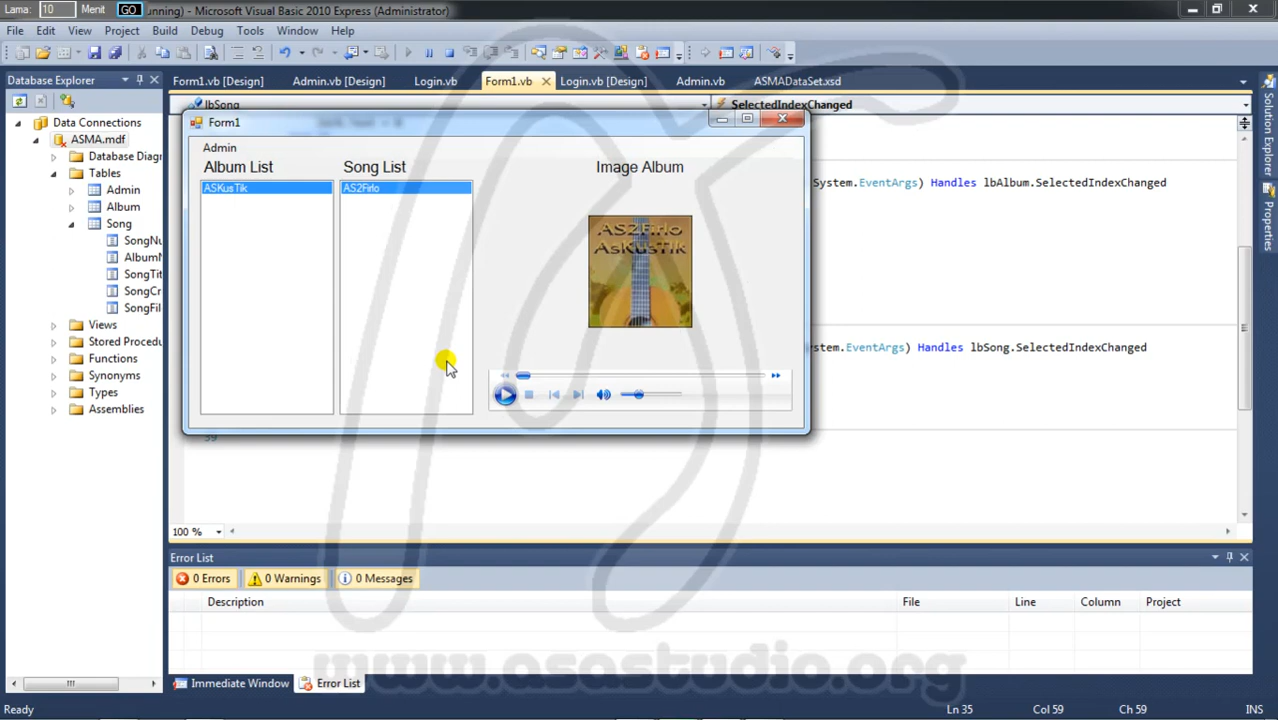 Lama: 10 Menit GO unning) - Microsoft Visual Basic 2010 Express (Administrator)
File Edit View Project Build Debug Tools Window Help
Database Explorer
Form1.vb [Design] Admin.vb [Design] Login.vb Form1.vb Login.vb [Design] Admin.vb ASMADataSet.xsd
lbSong SelectedIndexChanged
Form1
Admin
Album List Song List Image Album
ASKusTik AS2Firlo
AS2Firlo
AsKusTik
System.EventArgs) Handles lbAlbum.SelectedIndexChanged
stem.EventArgs) Handles lbSong.SelectedIndexChanged
39
Data Connections
ASMA.mdf
Database Diagr
Tables
Admin
Album
Song
SongNu
AlbumN
SongTit
SongCr
SongFil
Views
Stored Procedu
Functions
Synonyms
Types
Assemblies
Solution Explorer
Properties
100 %
Error List
0 Errors 0 Warnings 0 Messages
Description File Line Column Project
www.asastudio.org
Immediate Window Error List
Ready Ln 35 Col 59 Ch 59 INS